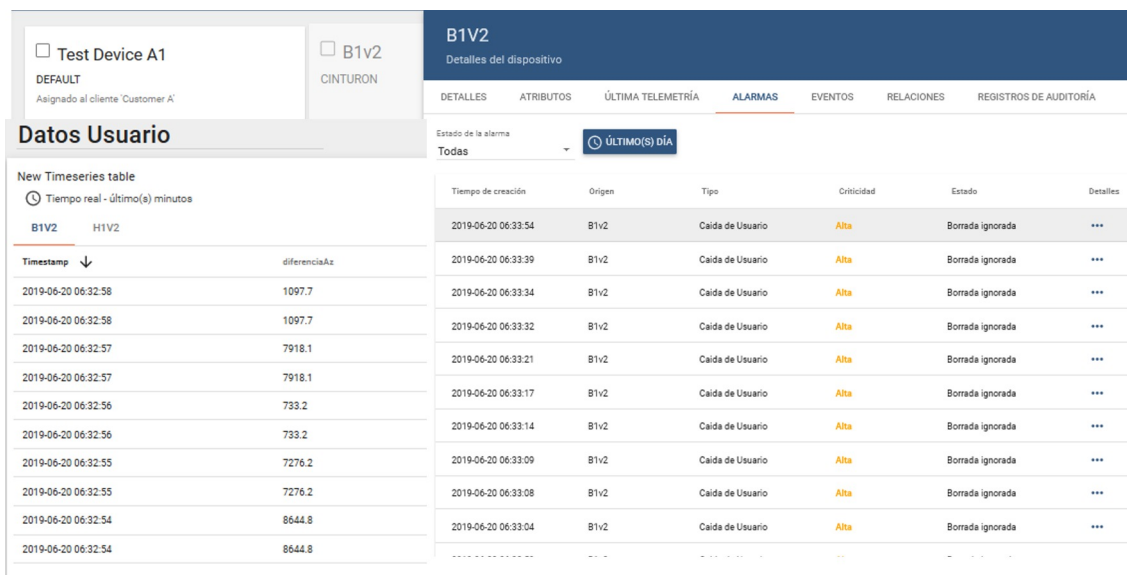 Test Device A1
DEFAULT
Asignado al cliente 'Customer A'
B1v2
CINTURON
Datos Usuario
New Timeseries table
Tiempo real - último(s) minutos
B1V2 H1V2
Timestamp diferenciaAz
2019-06-20 06:32:58 1097.7
2019-06-20 06:32:58 1097.7
2019-06-20 06:32:57 7918.1
2019-06-20 06:32:57 7918.1
2019-06-20 06:32:56 733.2
2019-06-20 06:32:56 733.2
2019-06-20 06:32:55 7276.2
2019-06-20 06:32:55 7276.2
2019-06-20 06:32:54 8644.8
2019-06-20 06:32:54 8644.8
B1V2
Detalles del dispositivo
DETALLES ATRIBUTOS ÚLTIMA TELEMETRÍA ALARMAS EVENTOS RELACIONES REGISTROS DE AUDITORÍA
Estado de la alarma
Todas
ÚLTIMO(S) DÍA
Tiempo de creación Origen Tipo Criticidad Estado Detalles
2019-06-20 06:33:54 B1v2 Caida de Usuario Alta Borrada ignorada •••
2019-06-20 06:33:39 B1v2 Caida de Usuario Alta Borrada ignorada •••
2019-06-20 06:33:34 B1v2 Caida de Usuario Alta Borrada ignorada •••
2019-06-20 06:33:32 B1v2 Caida de Usuario Alta Borrada ignorada •••
2019-06-20 06:33:21 B1v2 Caida de Usuario Alta Borrada ignorada •••
2019-06-20 06:33:17 B1v2 Caida de Usuario Alta Borrada ignorada •••
2019-06-20 06:33:14 B1v2 Caida de Usuario Alta Borrada ignorada •••
2019-06-20 06:33:09 B1v2 Caida de Usuario Alta Borrada ignorada •••
2019-06-20 06:33:08 B1v2 Caida de Usuario Alta Borrada ignorada •••
2019-06-20 06:33:04 B1v2 Caida de Usuario Alta Borrada ignorada •••